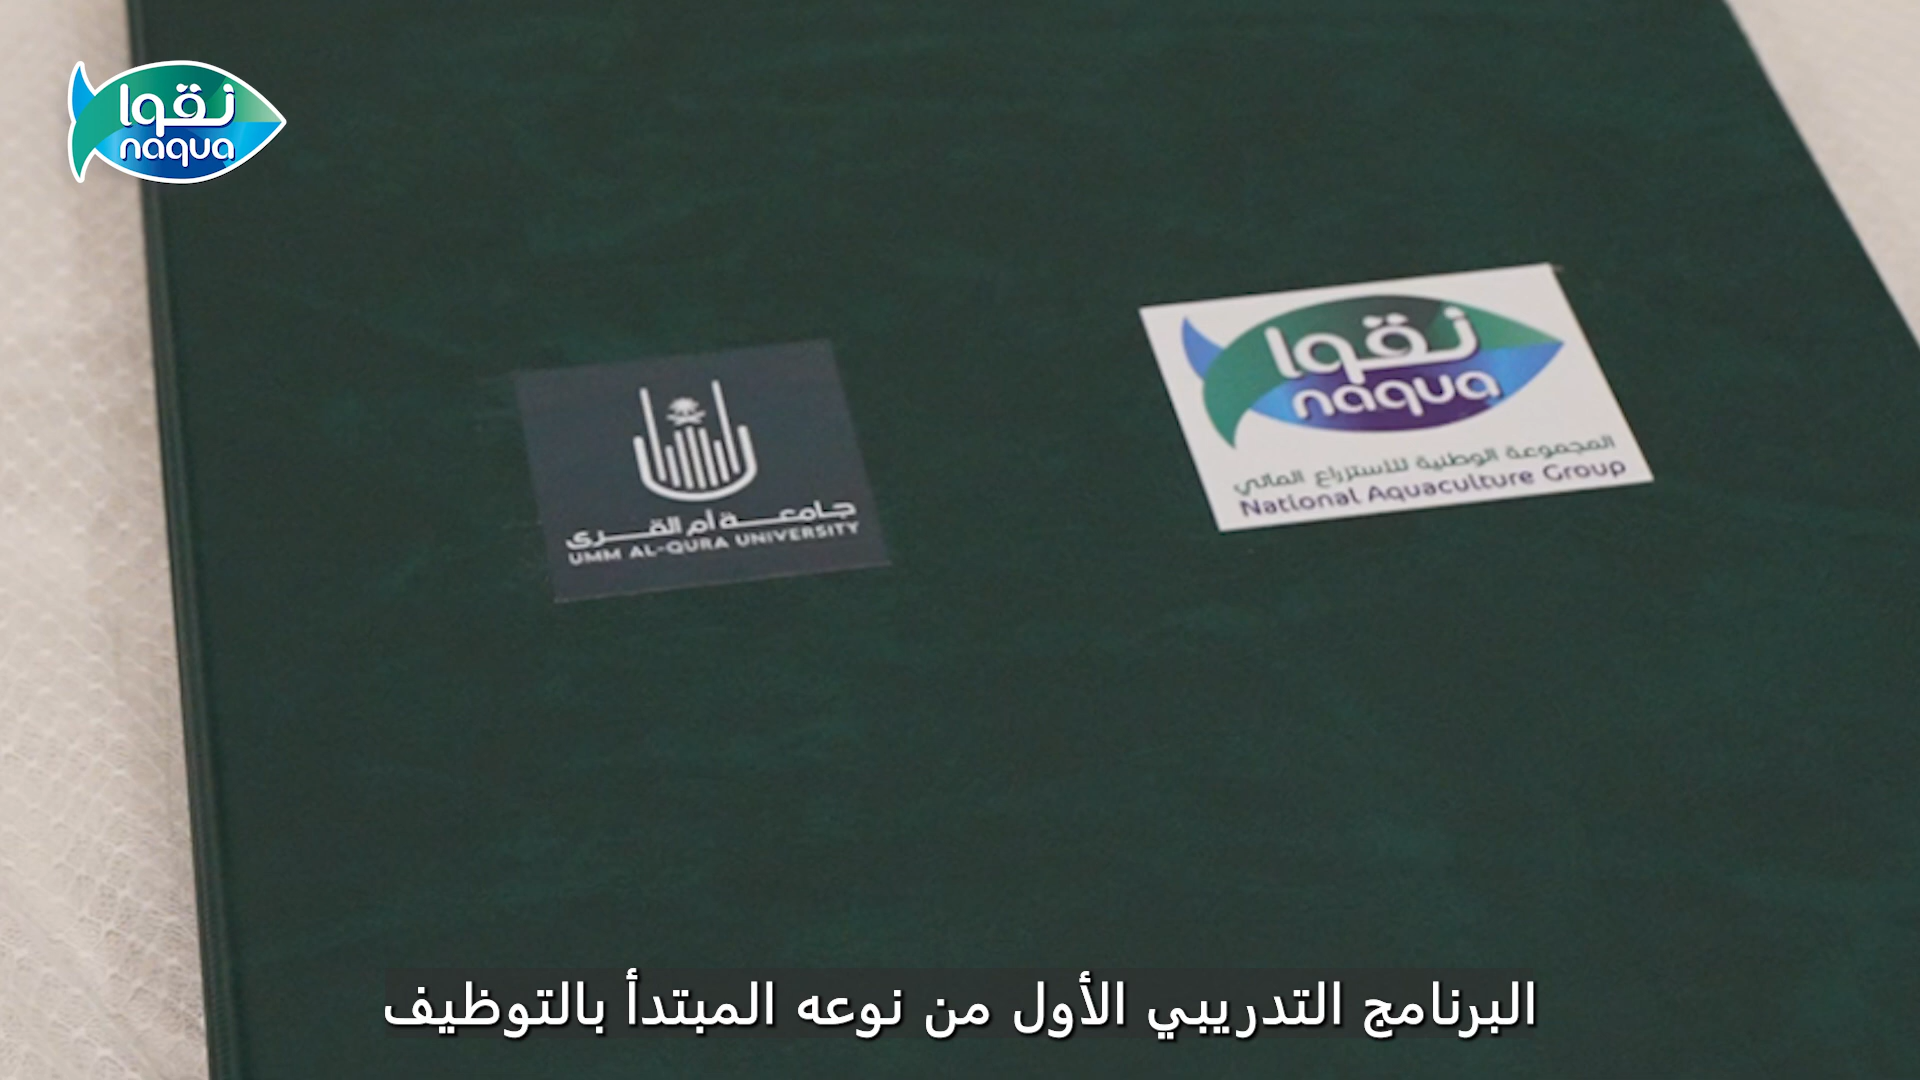 نقوا
naqua
نقوا
naqua
المجموعة الوطنية للاستزراع المائي
National Aquaculture Group
جامعة أم القرى
UMM AL-QURA UNIVERSITY
البرنامج التدريبي الأول من نوعه المبتدأ بالتوظيف